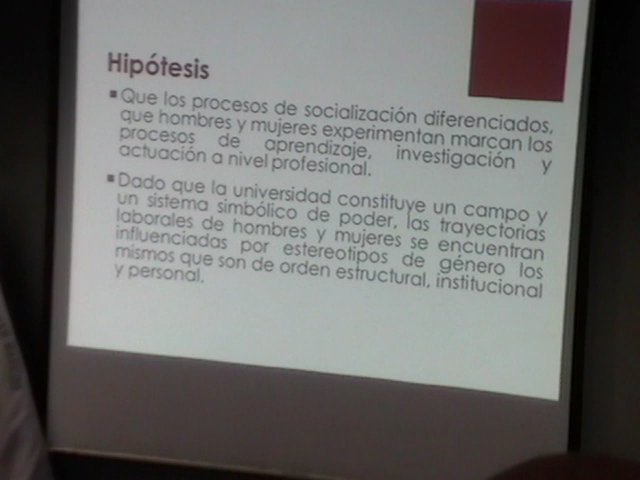 Hipótesis
▪Que los procesos de socialización diferenciados,
que hombres y mujeres experimentan marcan los
procesos de aprendizaje, investigación y
actuación a nivel profesional.
▪Dado que la universidad constituye un campo y
un sistema simbólico de poder, las trayectorias
laborales de hombres y mujeres se encuentran
influenciadas por estereotipos de género los
mismos que son de orden estructural, institucional
y personal.